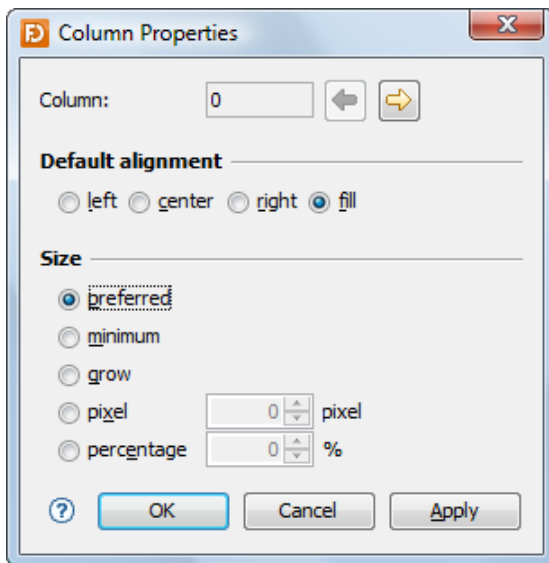 Column Properties
Column: 0
Default alignment
left center right fill
Size
preferred
minimum
grow
pixel 0 pixel
percentage 0 %
? OK Cancel Apply